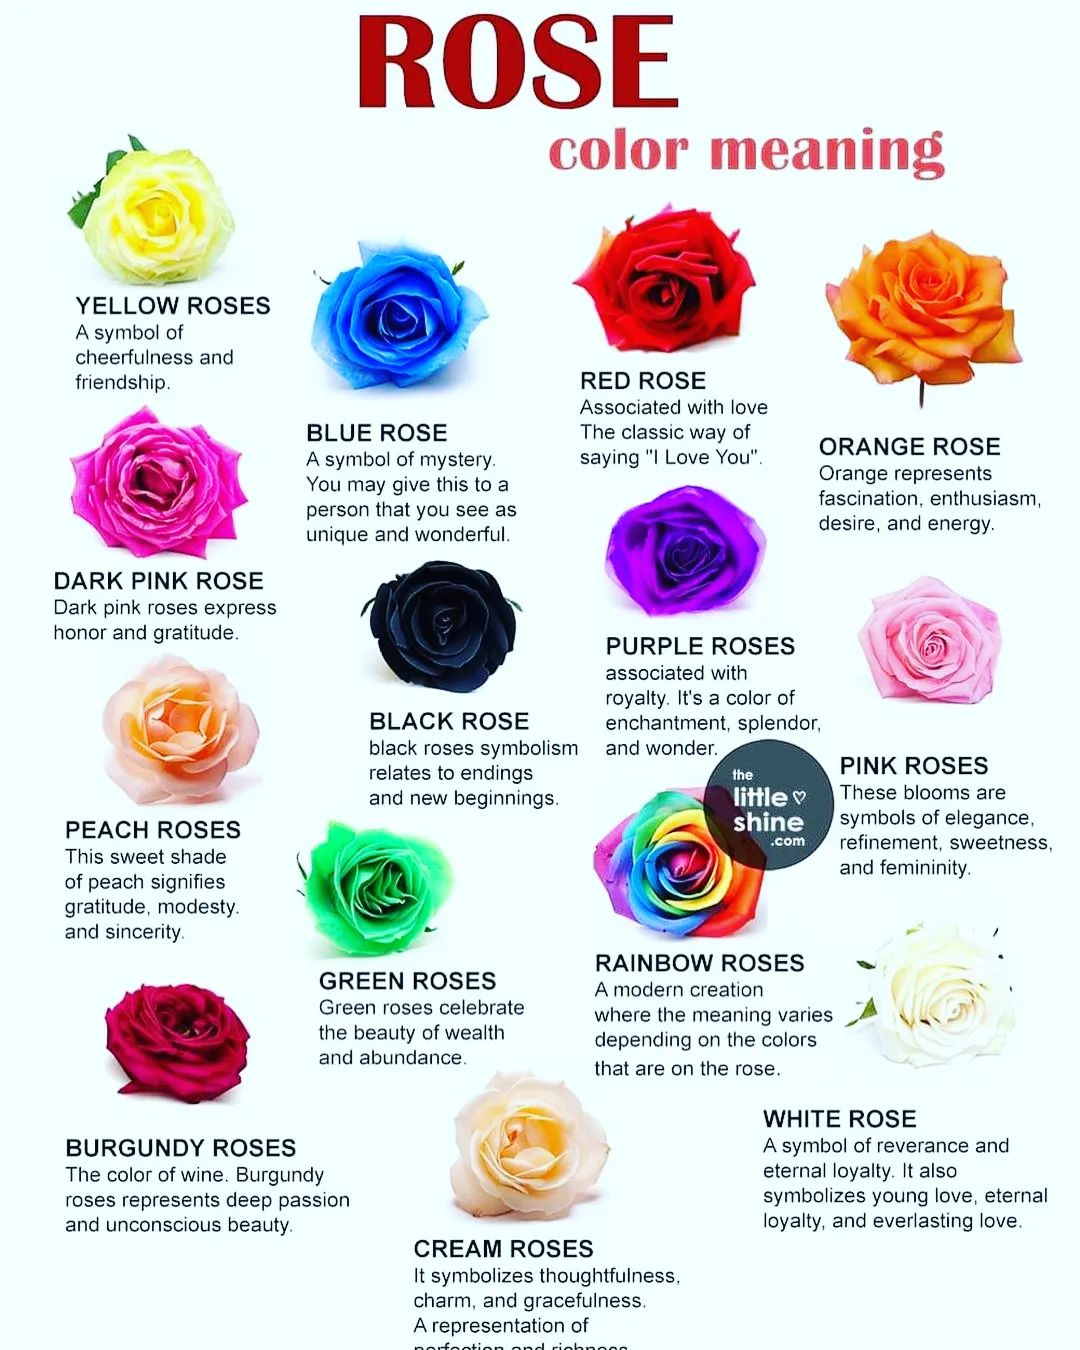 ROSE
color meaning
YELLOW ROSES
A symbol of
cheerfulness and
friendship.
BLUE ROSE
A symbol of mystery.
You may give this to a
person that you see as
unique and wonderful.
RED ROSE
Associated with love
The classic way of
saying "I Love You".
ORANGE ROSE
Orange represents
fascination, enthusiasm,
desire, and energy.
DARK PINK ROSE
Dark pink roses express
honor and gratitude.
BLACK ROSE
black roses symbolism
relates to endings
and new beginnings.
PURPLE ROSES
associated with
royalty. It's a color of
enchantment, splendor,
and wonder.
the
little
shine
.com
PINK ROSES
These blooms are
symbols of elegance,
refinement, sweetness,
and femininity.
PEACH ROSES
This sweet shade
of peach signifies
gratitude, modesty.
and sincerity.
GREEN ROSES
Green roses celebrate
the beauty of wealth
and abundance.
RAINBOW ROSES
A modern creation
where the meaning varies
depending on the colors
that are on the rose.
BURGUNDY ROSES
The color of wine. Burgundy
roses represents deep passion
and unconscious beauty.
WHITE ROSE
A symbol of reverance and
eternal loyalty. It also
symbolizes young love, eternal
loyalty, and everlasting love.
CREAM ROSES
It symbolizes thoughtfulness,
charm, and gracefulness.
A representation of
perfection and richness